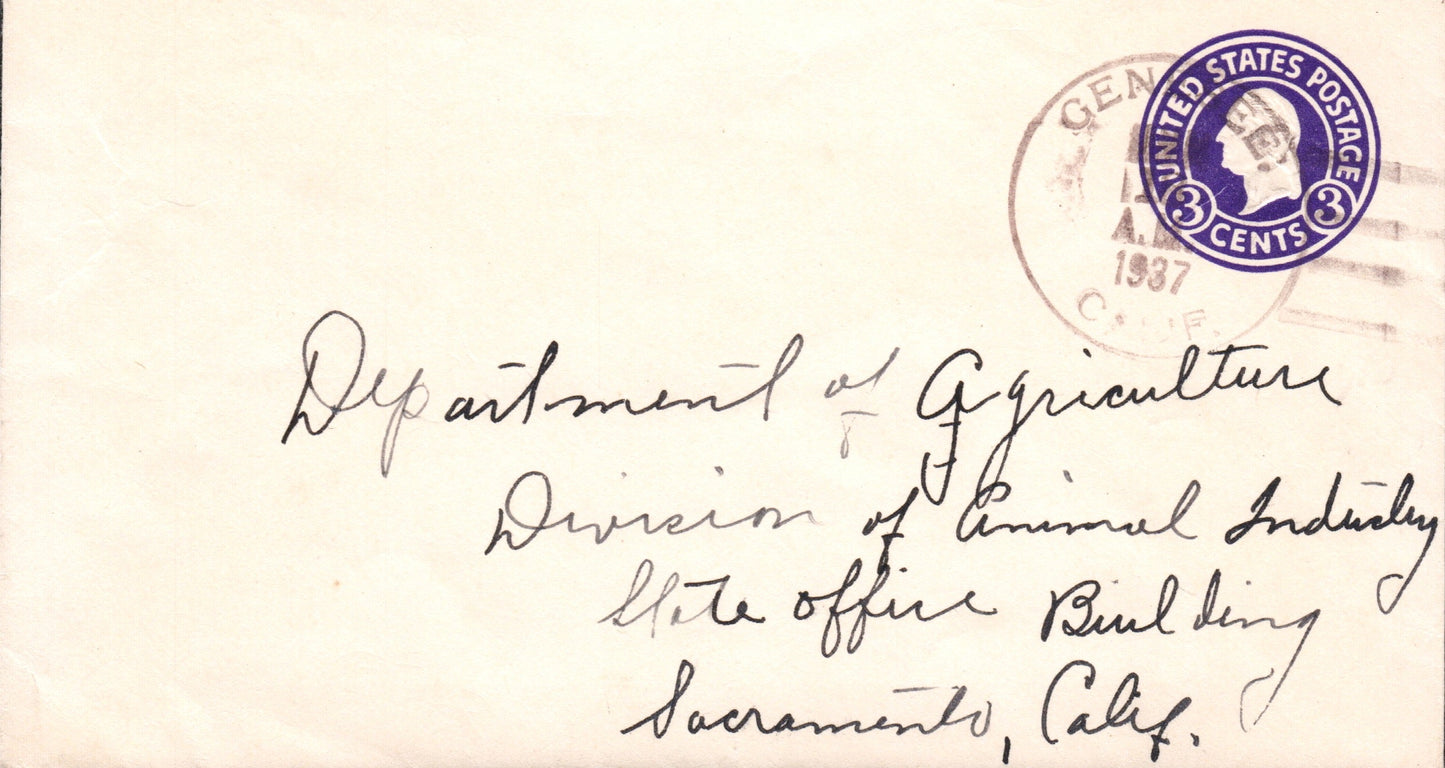 UNITED STATES POSTAGE
3 CENTS 3
A.M.
1937
CALIF.
Department of Agriculture
Division of Animal Industry
State office Building
Sacramento, Calif.